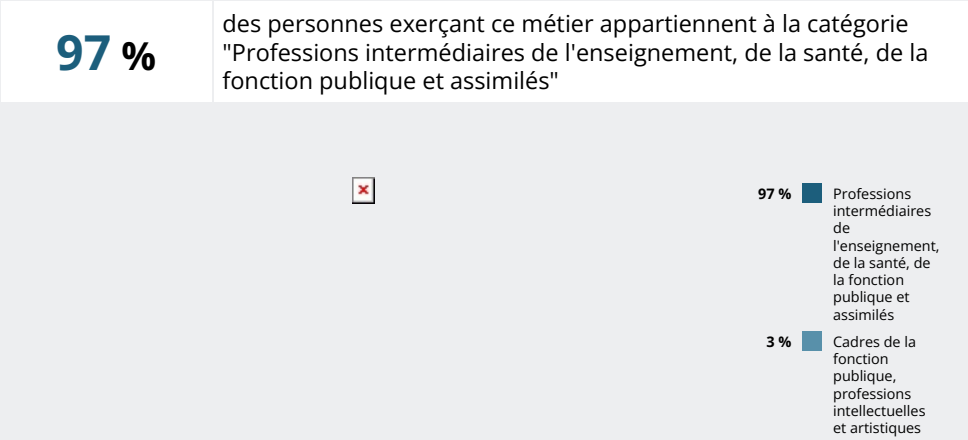 97 %
des personnes exerçant ce métier appartiennent à la catégorie
"Professions intermédiaires de l'enseignement, de la santé, de la
fonction publique et assimilés"
97 %
Professions
intermédiaires
de
l'enseignement,
de la santé, de
la fonction
publique et
assimilés
3 %
Cadres de la
fonction
publique,
professions
intellectuelles
et artistiques